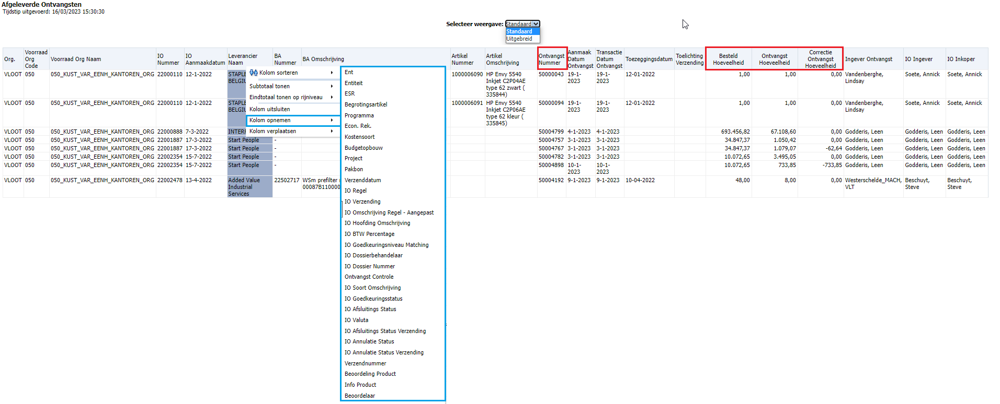 Afgeleverde Ontvangsten
Tijdstip uitgevoerd: 16/03/2023 15:30:30
Selecteer weergave: Standaard
Standaard
Uitgebreid
Org. Voorraad Org Code Voorraad Org Naam IO Nummer IO Aanmaakdatum Leverancier Naam BA Nummer BA Omschrijving Artikel Nummer Artikel Omschrijving Ontvangst Nummer Aanmaak Datum Ontvangst Transactie Datum Ontvangst Toezeggingsdatum Toelichting Verzending Besteld Hoeveelheid Ontvangst Hoeveelheid Correctie Ontvangst Hoeveelheid Ingever Ontvangst IO Ingever IO Inkoper
VLOOT 050 050_KUST_VAR_EENH_KANTOREN_ORG 22000110 12-1-2022 STAPLE BELGIU 1000006090 HP Envy 5540 Inkjet C2P04AE type 62 zwart ( 335844) 50000043 19-1-2023 19-1-2023 12-01-2022 1,00 1,00 0,00 Vandenberghe, Lindsay Soete, Annick Soete, Annick
VLOOT 050 050_KUST_VAR_EENH_KANTOREN_ORG 22000110 12-1-2022 STAPLE BELGIU 1000006091 HP Envy 5540 Inkjet C2P06AE type 62 kleur ( 335845) 50000094 19-1-2023 19-1-2023 12-01-2022 1,00 1,00 0,00 Vandenberghe, Lindsay Soete, Annick Soete, Annick
VLOOT 050 050_KUST_VAR_EENH_KANTOREN_ORG 22000888 7-3-2022 INTER 50004799 4-1-2023 4-1-2023 693.456,82 67.108,60 0,00 Godderis, Leen Godderis, Leen Godderis, Leen
VLOOT 050 050_KUST_VAR_EENH_KANTOREN_ORG 22001887 17-3-2022 Start People - 50004757 3-1-2023 3-1-2023 34.847,37 1.050,42 0,00 Godderis, Leen Godderis, Leen Godderis, Leen
VLOOT 050 050_KUST_VAR_EENH_KANTOREN_ORG 22001887 17-3-2022 Start People - 50004767 3-1-2023 3-1-2023 34.847,37 1.079,07 -62,64 Godderis, Leen Godderis, Leen Godderis, Leen
VLOOT 050 050_KUST_VAR_EENH_KANTOREN_ORG 22002354 15-7-2022 Start People - 50004782 3-1-2023 3-1-2023 10.072,65 3.495,05 0,00 Godderis, Leen Godderis, Leen Godderis, Leen
VLOOT 050 050_KUST_VAR_EENH_KANTOREN_ORG 22002354 15-7-2022 Start People - 50004898 10-1-2023 10-1-2023 10.072,65 733,85 -733,85 Godderis, Leen Godderis, Leen Godderis, Leen
VLOOT 050 050_KUST_VAR_EENH_KANTOREN_ORG 22002478 13-4-2022 Added Value Industrial Services 22502717 WSm prefilter 00087B110000 50004192 9-1-2023 9-1-2023 10-04-2022 48,00 8,00 0,00 Westerschelde_MACH, VLT Beschuyt, Steve Beschuyt, Steve
Kolom sorteren
Subtotaal tonen
Eindtotaal tonen op rijniveau
Kolom uitsluiten
Kolom opnemen
Kolom verplaatsen
Ent
Entiteit
ESR
Begrotingsartikel
Programma
Econ. Rek.
Kostensoort
Budgetopbouw
Project
Pakbon
Verzenddatum
IO Regel
IO Verzending
IO Omschrijving Regel - Aangepast
IO Hoofding Omschrijving
IO BTW Percentage
IO Goedkeuringsniveau Matching
IO Dossierbehandelaar
IO Dossier Nummer
Ontvangst Controle
IO Soort Omschrijving
IO Goedkeuringsstatus
IO Afsluitings Status
IO Valuta
IO Afsluitings Status Verzending
IO Annulatie Status
IO Annulatie Status Verzending
Verzendnummer
Beoordeling Product
Info Product
Beoordelaar